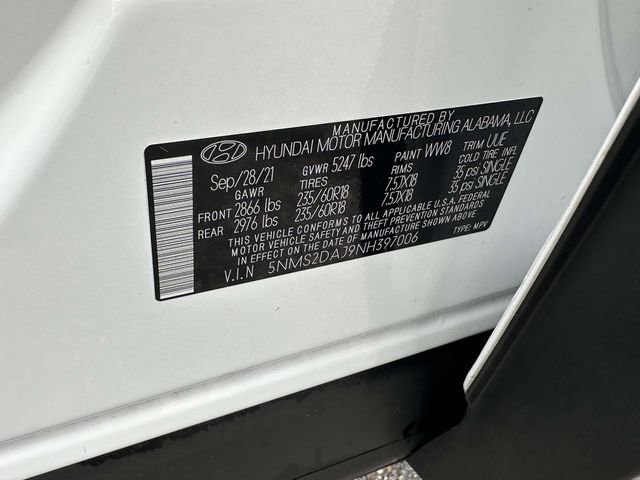 MANUFACTURED BY
HYUNDAI MOTOR MANUFACTURING ALABAMA, LLC
Sep/28/21 GVWR 5247 lbs PAINT WW8 TRIM UUE
GAWR TIRES RIMS COLD TIRE INFL
FRONT 2866 lbs 235/60R18 7.5JX18 35 psi SINGLE
REAR 2976 lbs 235/60R18 7.5JX18 35 psi SINGLE
THIS VEHICLE CONFORMS TO ALL APPLICABLE U.S.A. FEDERAL
MOTOR VEHICLE SAFETY AND THEFT PREVENTION STANDARDS
IN EFFECT ON THE DATE OF MANUFACTURE SHOWN ABOVE.
V.I.N 5NMS2DAJ9NH397006 TYPE: MPV